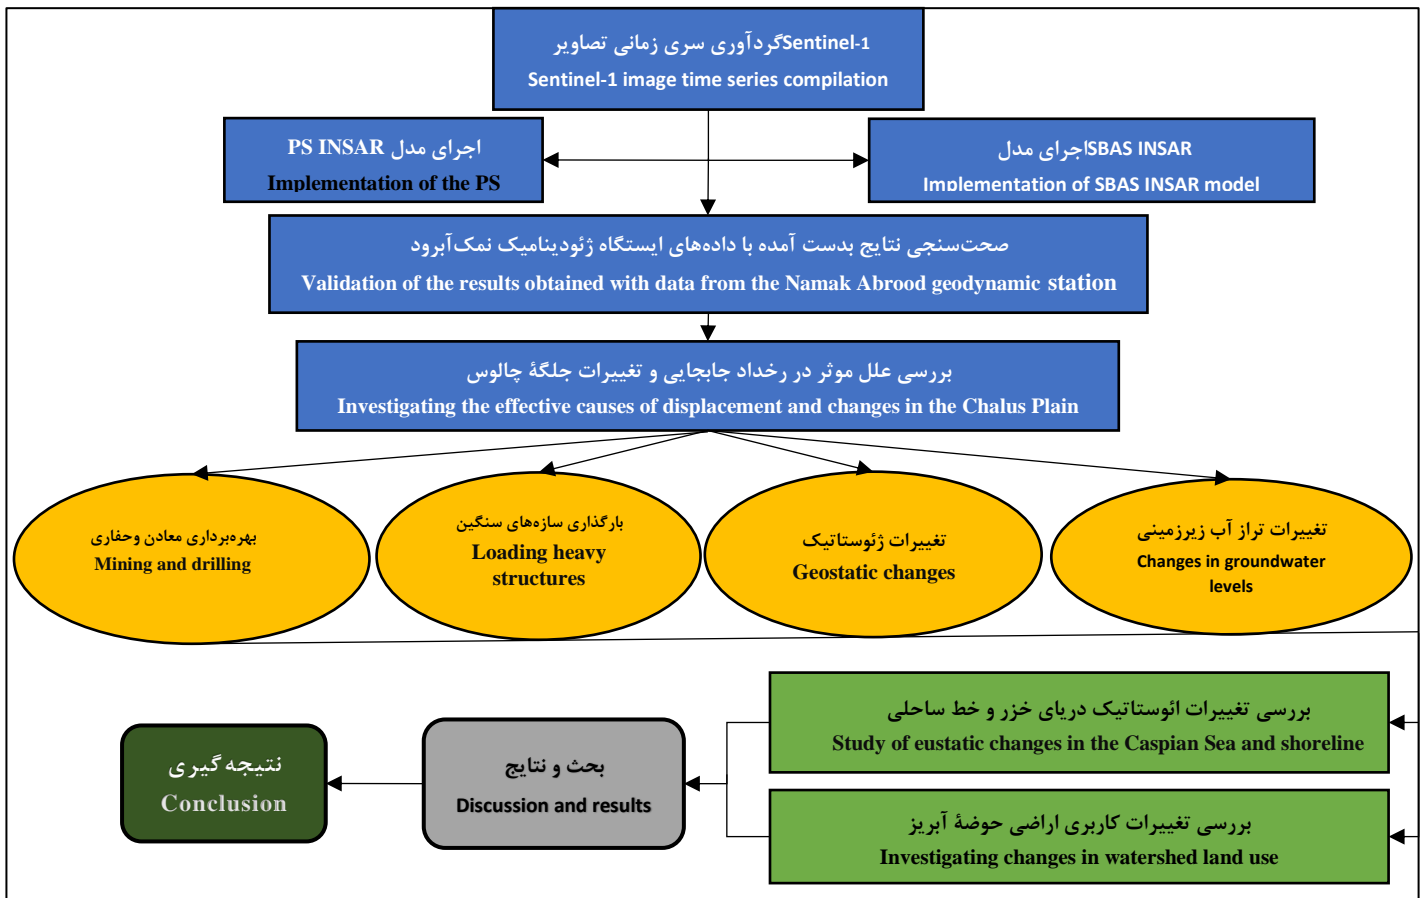 گردآوری سری زمانی تصاویر Sentinel-1
Sentinel-1 image time series compilation
اجرای مدل PS INSAR
Implementation of the PS
اجرای مدل SBAS INSAR
Implementation of SBAS INSAR model
صحت‌سنجی نتایج بدست آمده با داده‌های ایستگاه ژئودینامیک نمک‌آبرود
Validation of the results obtained with data from the Namak Abrood geodynamic station
بررسی علل موثر در رخداد جابجایی و تغییرات جلگهٔ چالوس
Investigating the effective causes of displacement and changes in the Chalus Plain
بهره‌برداری معادن وحفاری
Mining and drilling
بارگذاری سازه‌های سنگین
Loading heavy
structures
تغییرات ژئوستاتیک
Geostatic changes
تغییرات تراز آب زیرزمینی
Changes in groundwater
levels
بررسی تغییرات ائوستاتیک دریای خزر و خط ساحلی
Study of eustatic changes in the Caspian Sea and shoreline
بررسی تغییرات کاربری اراضی حوضهٔ آبریز
Investigating changes in watershed land use
بحث و نتایج
Discussion and results
نتیجه گیری
Conclusion